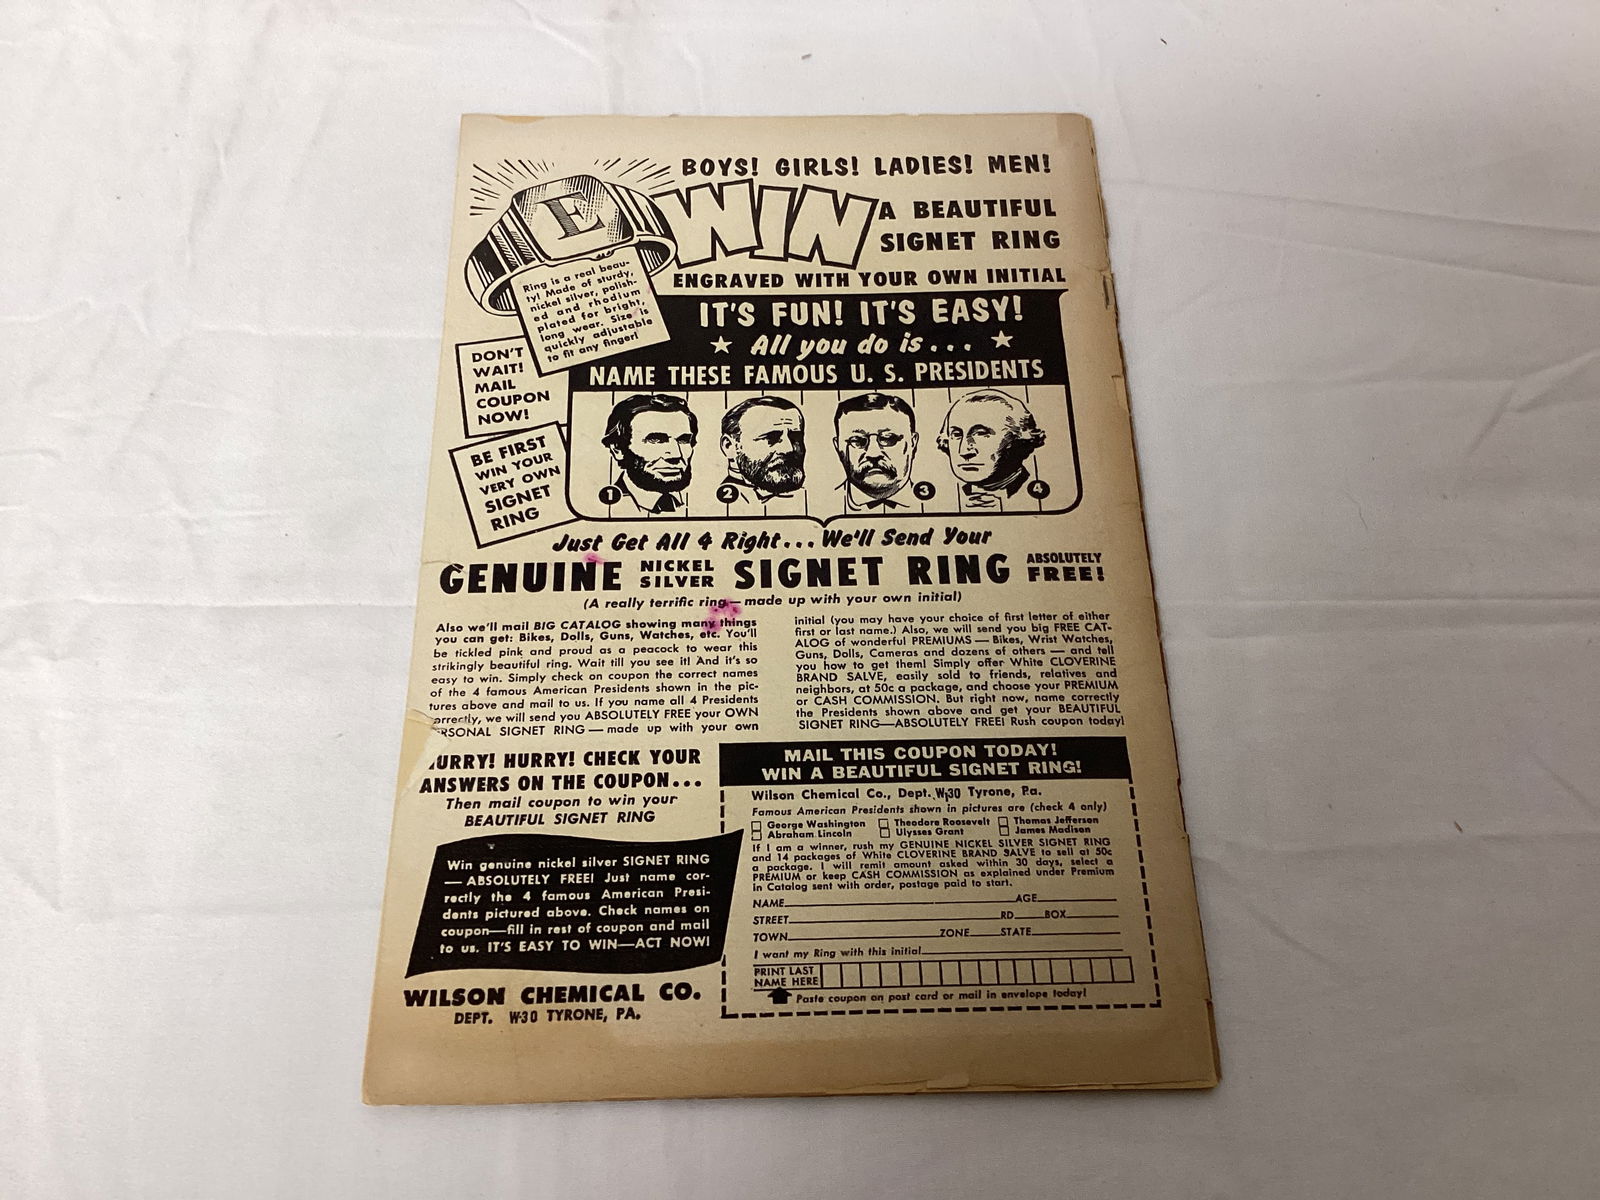 BOYS! GIRLS! LADIES! MEN!
WIN
A BEAUTIFUL
SIGNET RING
ENGRAVED WITH YOUR OWN INITIAL
E
Ring is a real beau-
ty! Made of sturdy,
nickel silver, polish-
ed and rhodium
plated for bright,
long wear. Size is
quickly adjustable
to fit any finger!
IT'S FUN! IT'S EASY!
★ All you do is... ★
NAME THESE FAMOUS U. S. PRESIDENTS
DON'T
WAIT!
MAIL
COUPON
NOW!
BE FIRST
WIN YOUR
VERY OWN
SIGNET
RING
1 2 3 4
Just Get All 4 Right... We'll Send Your
GENUINE NICKEL SILVER SIGNET RING ABSOLUTELY FREE!
(A really terrific ring—made up with your own initial)
Also we'll mail BIG CATALOG showing many things
you can get: Bikes, Dolls, Guns, Watches, etc. You'll
be tickled pink and proud as a peacock to wear this
strikingly beautiful ring. Wait till you see it! And it's so
easy to win. Simply check on coupon the correct names
of the 4 famous American Presidents shown in the pic-
tures above and mail to us. If you name all 4 Presidents
orrectly, we will send you ABSOLUTELY FREE your OWN
RSONAL SIGNET RING — made up with your own
initial (you may have your choice of first letter of either
first or last name.) Also, we will send you big FREE CAT-
ALOG of wonderful PREMIUMS — Bikes, Wrist Watches,
Guns, Dolls, Cameras and dozens of others — and tell
you how to get them! Simply offer White CLOVERINE
BRAND SALVE, easily sold to friends, relatives and
neighbors, at 50c a package, and choose your PREMIUM
or CASH COMMISSION. But right now, name correctly
the Presidents shown above and get your BEAUTIFUL
SIGNET RING—ABSOLUTELY FREE! Rush coupon today!
HURRY! HURRY! CHECK YOUR
ANSWERS ON THE COUPON...
Then mail coupon to win your
BEAUTIFUL SIGNET RING
Win genuine nickel silver SIGNET RING
— ABSOLUTELY FREE! Just name cor-
rectly the 4 famous American Presi-
dents pictured above. Check names on
coupon—fill in rest of coupon and mail
to us. IT'S EASY TO WIN—ACT NOW!
WILSON CHEMICAL CO.
DEPT. W-30 TYRONE, PA.
MAIL THIS COUPON TODAY!
WIN A BEAUTIFUL SIGNET RING!
Wilson Chemical Co., Dept. W-30 Tyrone, Pa.
Famous American Presidents shown in pictures are (check 4 only)
☐ George Washington ☐ Theodore Roosevelt ☐ Thomas Jefferson
☐ Abraham Lincoln ☐ Ulysses Grant ☐ James Madison
If I am a winner, rush my GENUINE NICKEL SILVER SIGNET RING
and 14 packages of White CLOVERINE BRAND SALVE to sell at 50c
a package. I will remit amount asked within 30 days, select a
PREMIUM or keep CASH COMMISSION as explained under Premium
in Catalog sent with order, postage paid to start.
NAME AGE
STREET RD BOX
TOWN ZONE STATE
I want my Ring with this initial
PRINT LAST
NAME HERE
Paste coupon on post card or mail in envelope today!